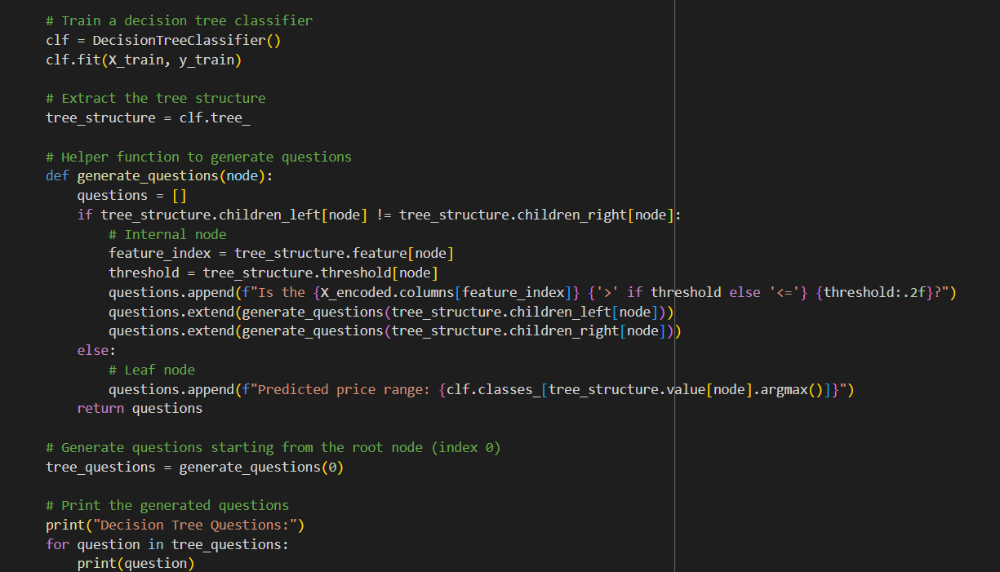 # Train a decision tree classifier
clf = DecisionTreeClassifier()
clf.fit(X_train, y_train)

# Extract the tree structure
tree_structure = clf.tree_

# Helper function to generate questions
def generate_questions(node):
    questions = []
    if tree_structure.children_left[node] != tree_structure.children_right[node]:
        # Internal node
        feature_index = tree_structure.feature[node]
        threshold = tree_structure.threshold[node]
        questions.append(f"Is the {X_encoded.columns[feature_index]} {'>' if threshold else '<='} {threshold:.2f}?")
        questions.extend(generate_questions(tree_structure.children_left[node]))
        questions.extend(generate_questions(tree_structure.children_right[node]))
    else:
        # Leaf node
        questions.append(f"Predicted price range: {clf.classes_[tree_structure.value[node].argmax()]}")
    return questions

# Generate questions starting from the root node (index 0)
tree_questions = generate_questions(0)

# Print the generated questions
print("Decision Tree Questions:")
for question in tree_questions:
    print(question)